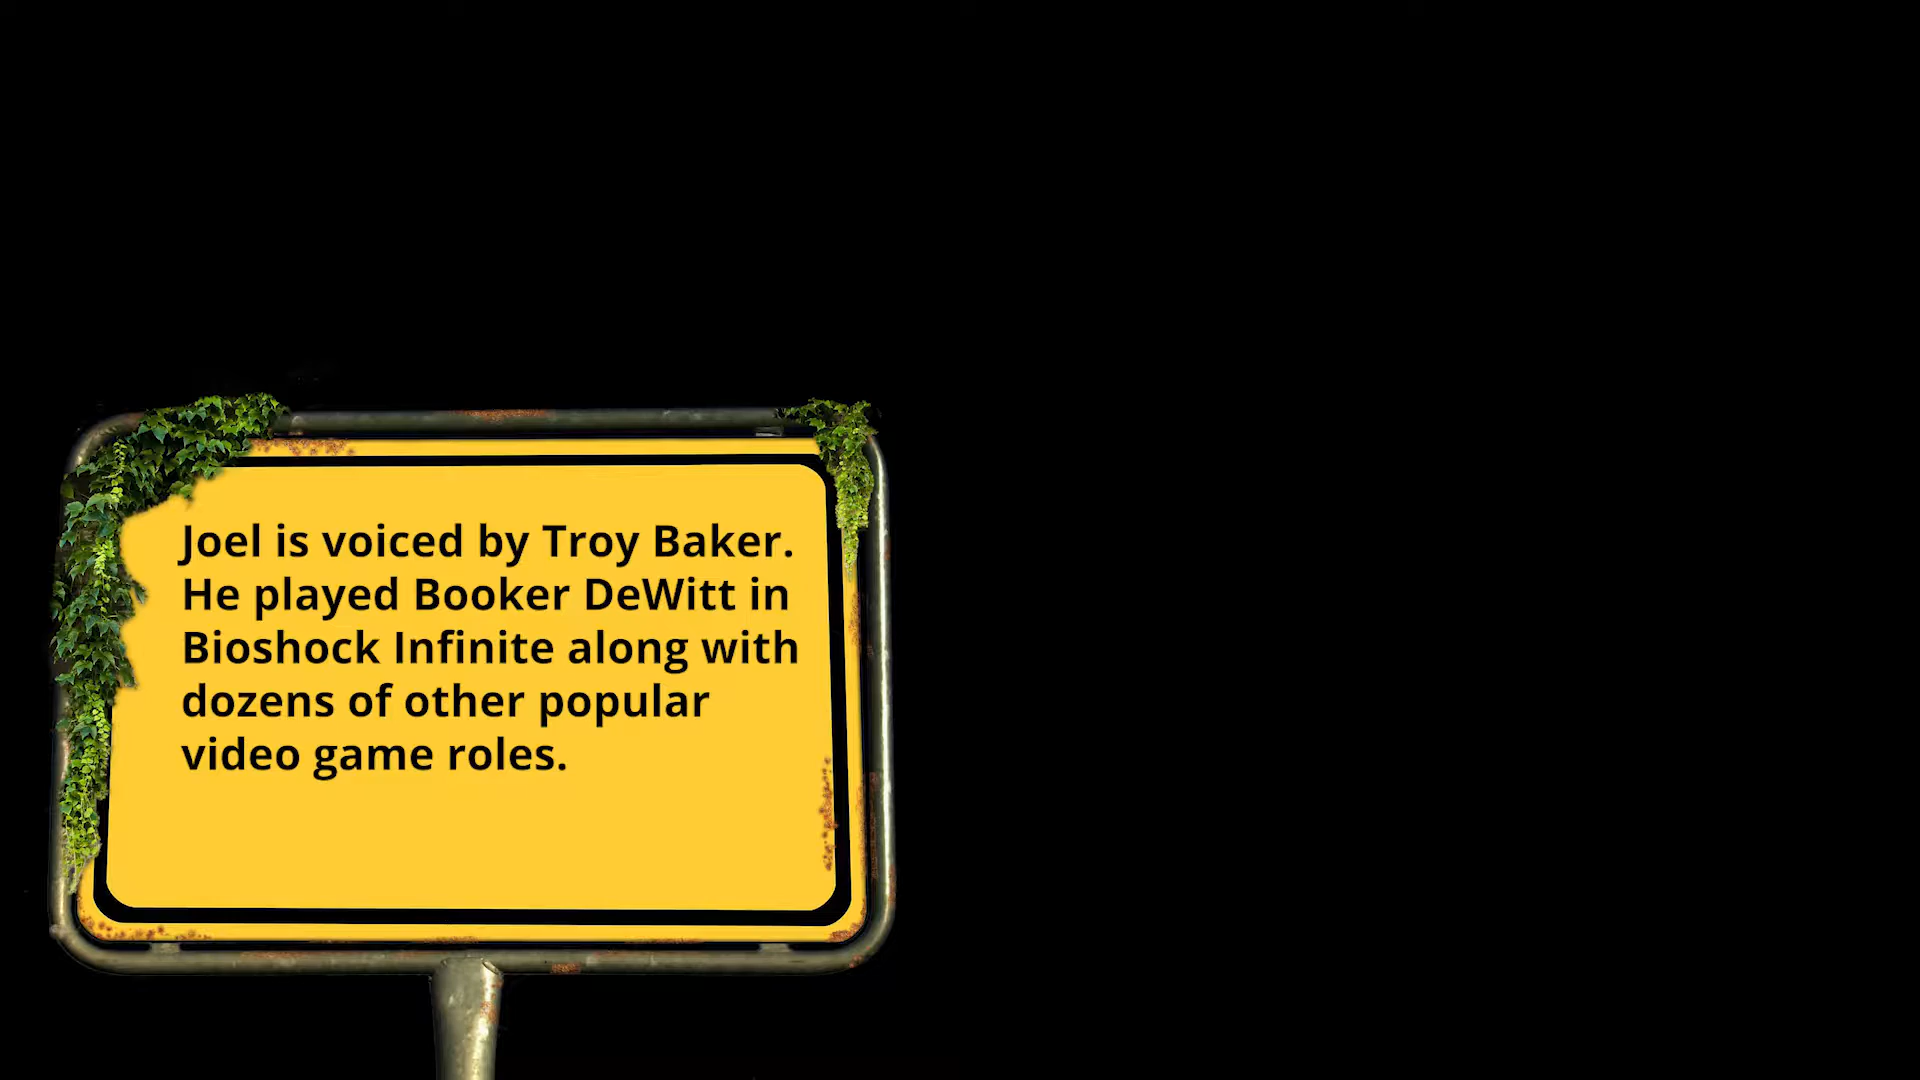 Joel is voiced by Troy Baker.
He played Booker DeWitt in
Bioshock Infinite along with
dozens of other popular
video game roles.